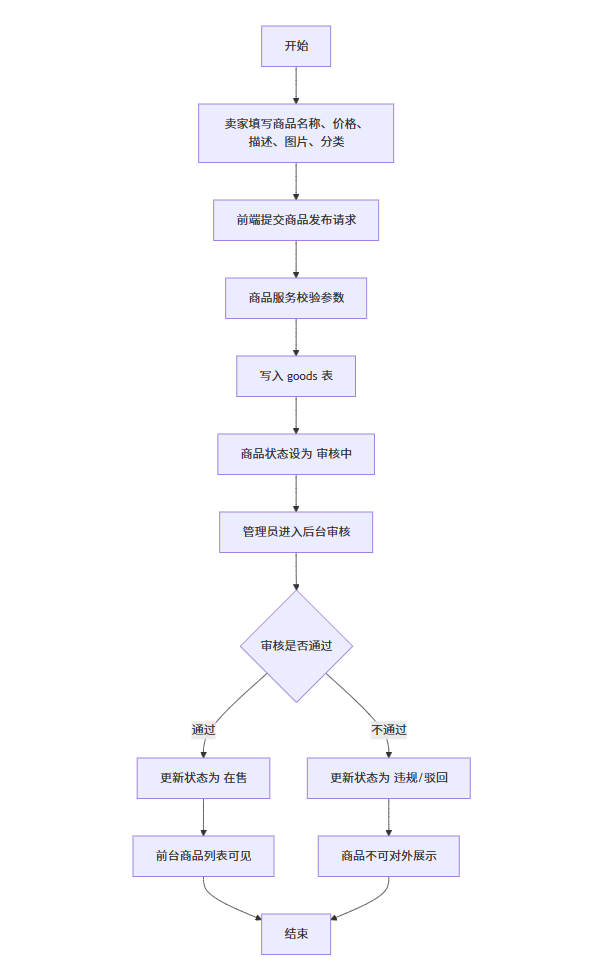 开始
卖家填写商品名称、价格、
描述、图片、分类
前端提交商品发布请求
商品服务校验参数
写入 goods 表
商品状态设为 审核中
管理员进入后台审核
审核是否通过
通过
不通过
更新状态为 在售
更新状态为 违规/驳回
前台商品列表可见
商品不可对外展示
结束